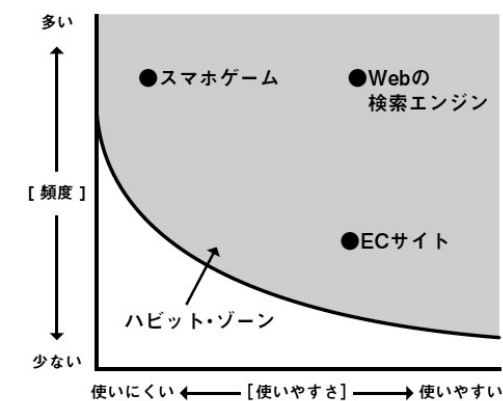 多い
●スマホゲーム
●Webの
検索エンジン
[ 頻度 ]
●ECサイト
ハビット・ゾーン
少ない
使いにくい ←[使いやすさ]→ 使いやすい